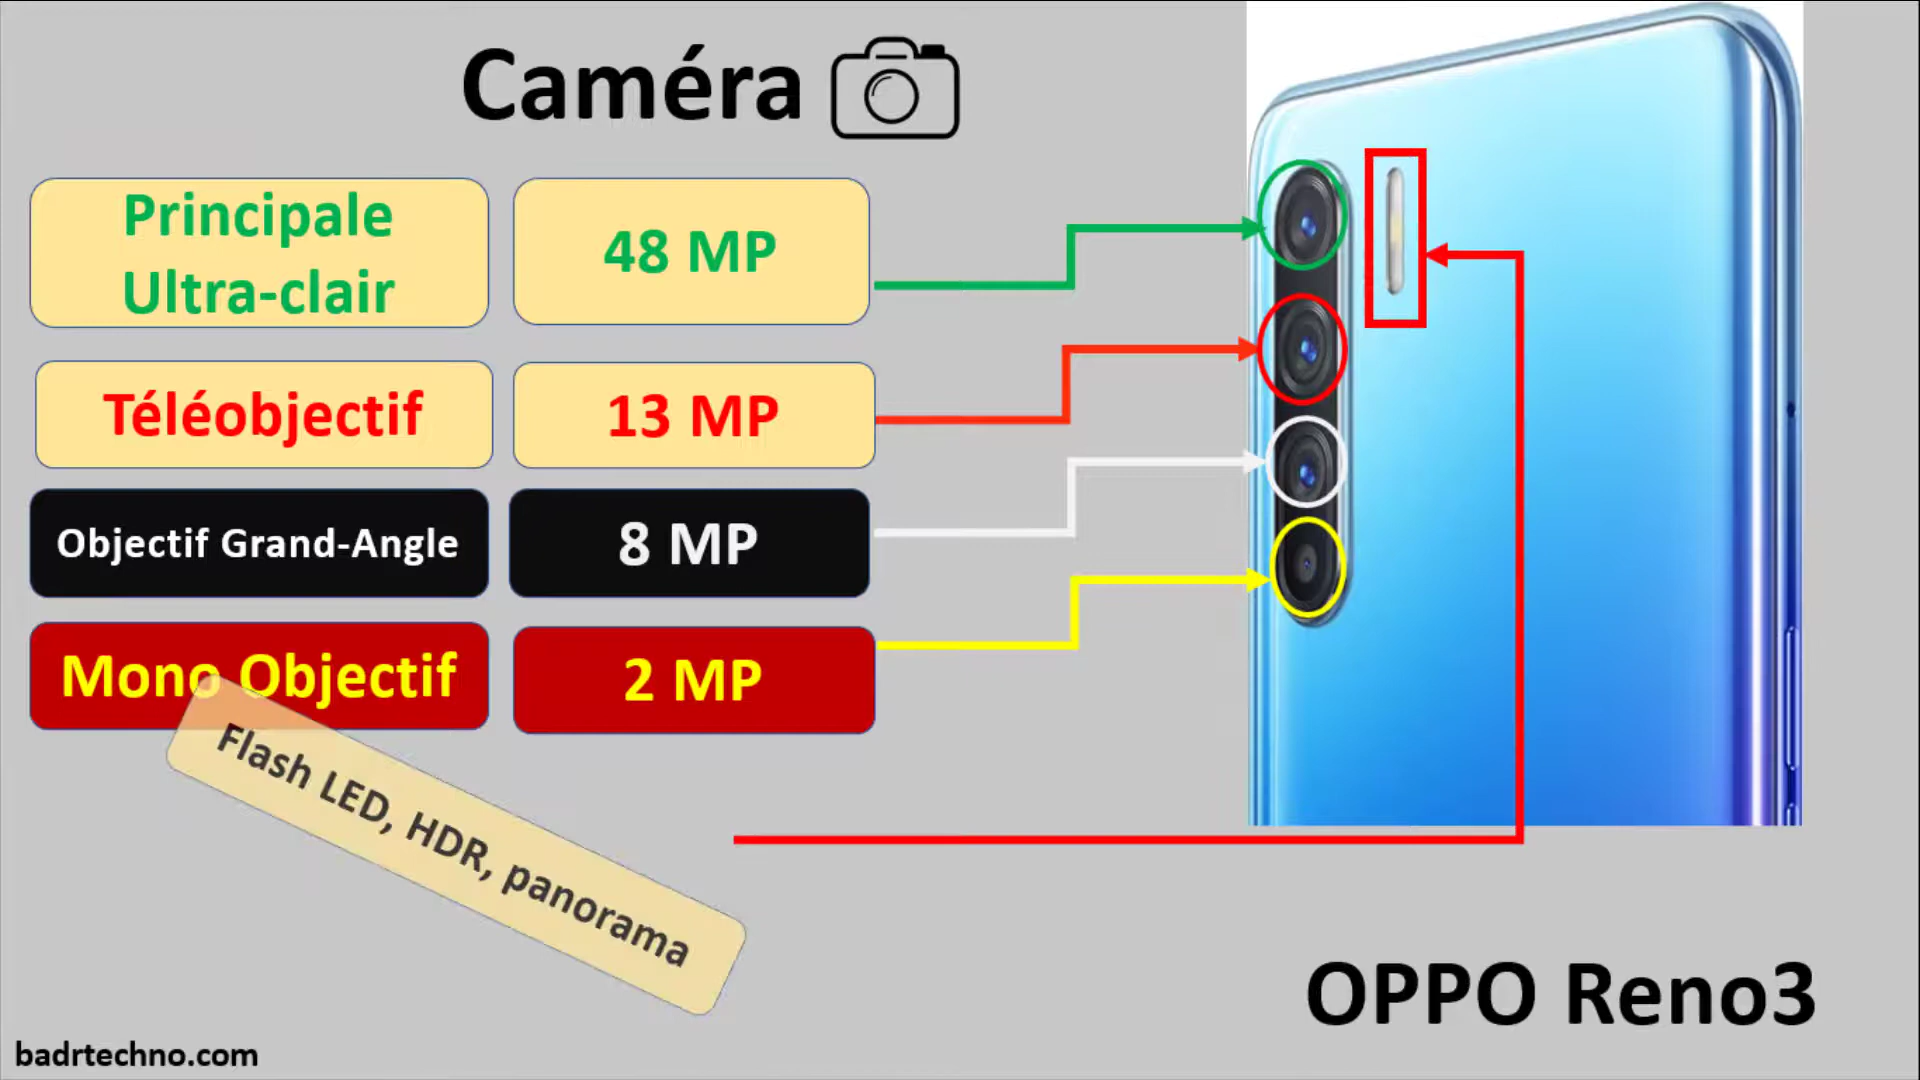 Caméra
Principale
Ultra-clair
48 MP
Téléobjectif
13 MP
Objectif Grand-Angle
8 MP
Mono Objectif
2 MP
Flash LED, HDR, panorama
OPPO Reno3
badrtechno.com